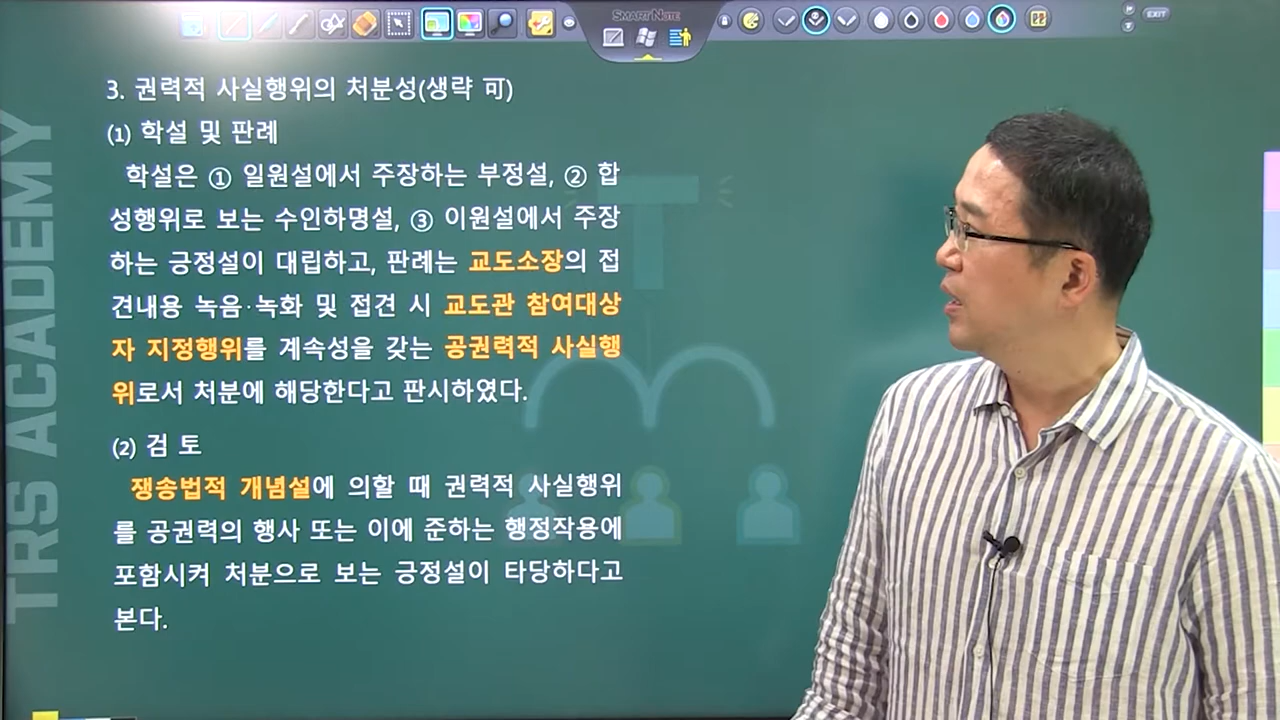 SMART NOTE
EXIT
3. 권력적 사실행위의 처분성(생략 可)
(1) 학설 및 판례
학설은 ① 일원설에서 주장하는 부정설, ② 합
성행위로 보는 수인하명설, ③ 이원설에서 주장
하는 긍정설이 대립하고, 판례는 교도소장의 접
견내용 녹음·녹화 및 접견 시 교도관 참여대상
자 지정행위를 계속성을 갖는 공권력적 사실행
위로서 처분에 해당한다고 판시하였다.
(2) 검 토
쟁송법적 개념설에 의할 때 권력적 사실행위
를 공권력의 행사 또는 이에 준하는 행정작용에
포함시켜 처분으로 보는 긍정설이 타당하다고
본다.
TRS ACADEMY